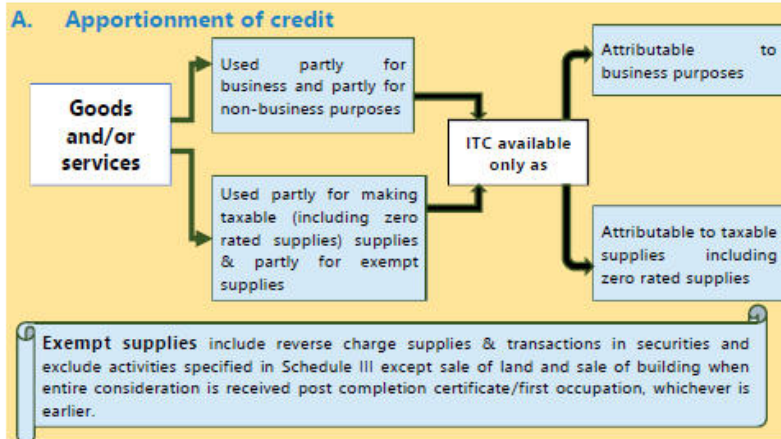 A. Apportionment of credit
Goods
and/or
services
Used partly for
business and partly for
non-business purposes
Used partly for making
taxable (including zero
rated supplies) supplies
& partly for exempt
supplies
ITC available
only as
Attributable to
business purposes
Attributable to taxable
supplies including
zero rated supplies
Exempt supplies include reverse charge supplies & transactions in securities and
exclude activities specified in Schedule III except sale of land and sale of building when
entire consideration is received post completion certificate/first occupation, whichever is
earlier.